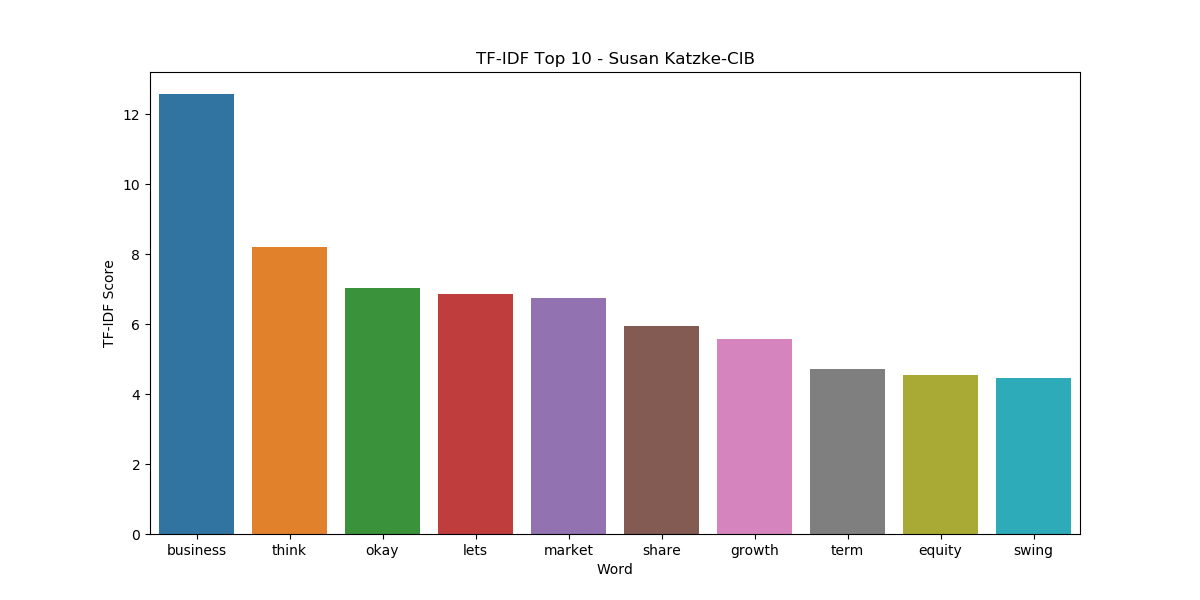 TF-IDF Top 10 - Susan Katzke-CIB
TF-IDF Score
12
10
8
6
4
2
0
business think okay lets market share growth term equity swing
Word